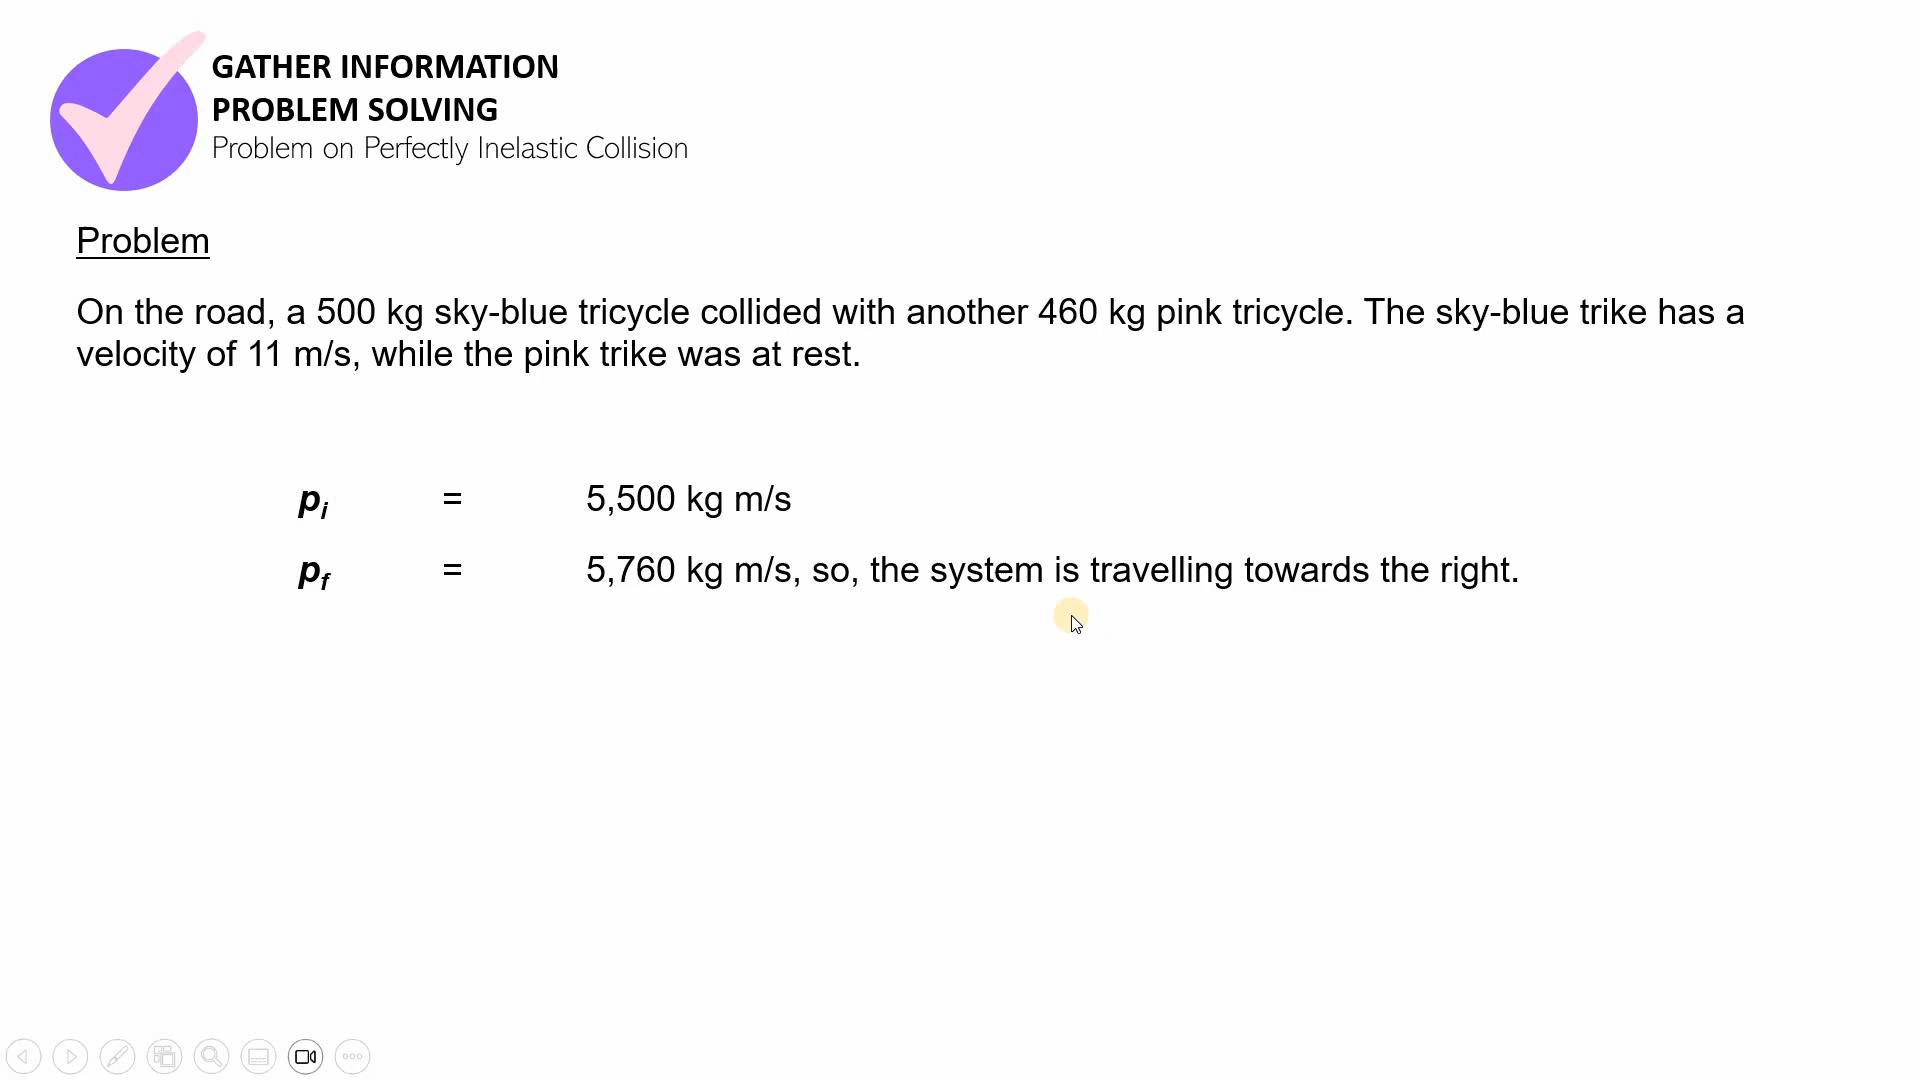 GATHER INFORMATION
PROBLEM SOLVING
Problem on Perfectly Inelastic Collision
Problem
On the road, a 500 kg sky-blue tricycle collided with another 460 kg pink tricycle. The sky-blue trike has a
velocity of 11 m/s, while the pink trike was at rest.
pᵢ = 5,500 kg m/s
p_f = 5,760 kg m/s, so, the system is travelling towards the right.